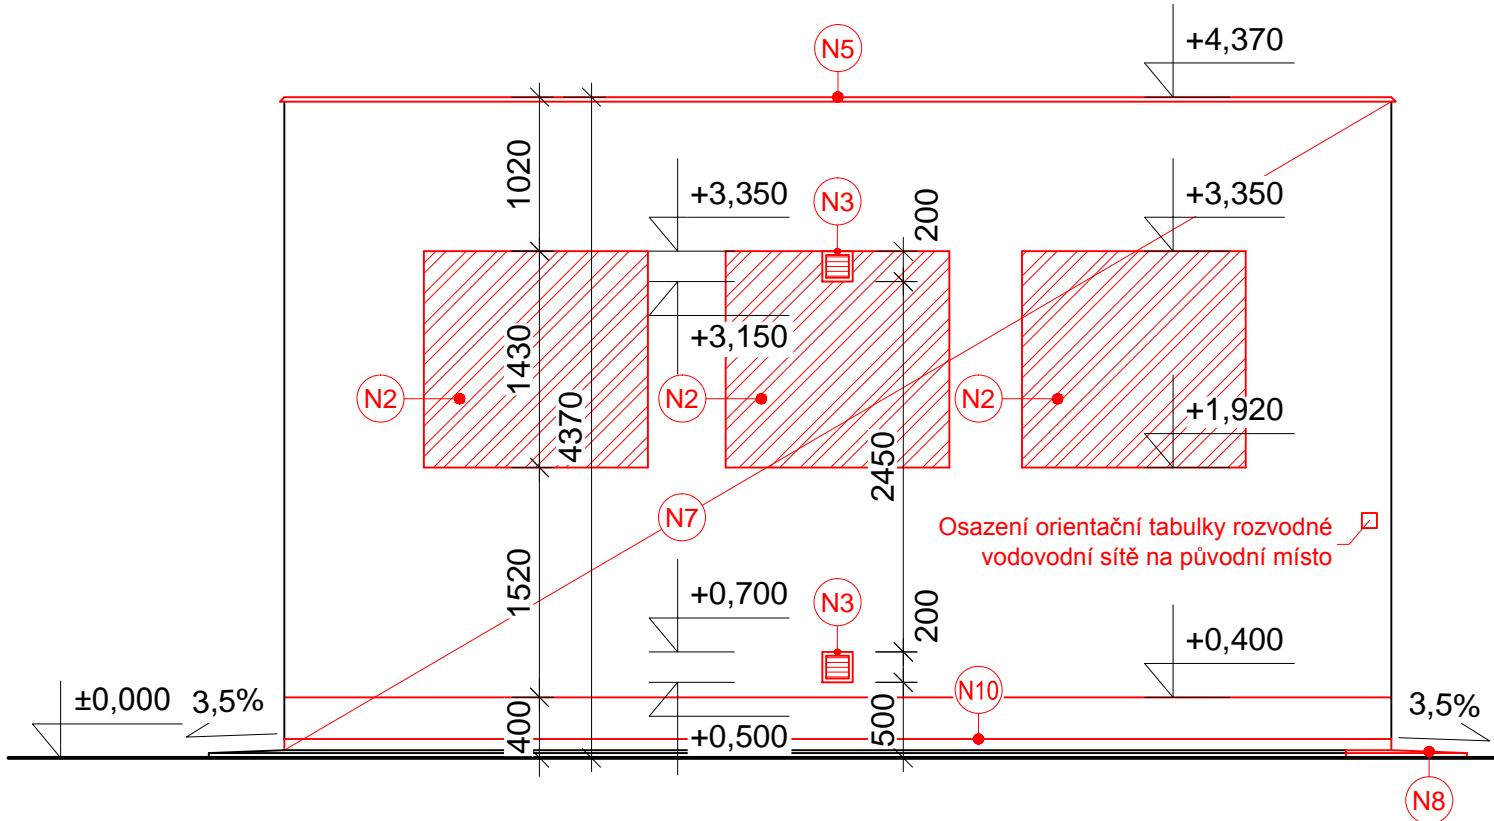 N5
+4,370
1020
+3,350
N3
200
+3,350
1430
+3,150
N2
N2
N2
4370
+1,920
2450
N7
Osazení orientační tabulky rozvodné
vodovodní sítě na původní místo
1520
+0,700
N3
200
+0,400
±0,000
3,5%
N10
3,5%
400
+0,500
500
N8